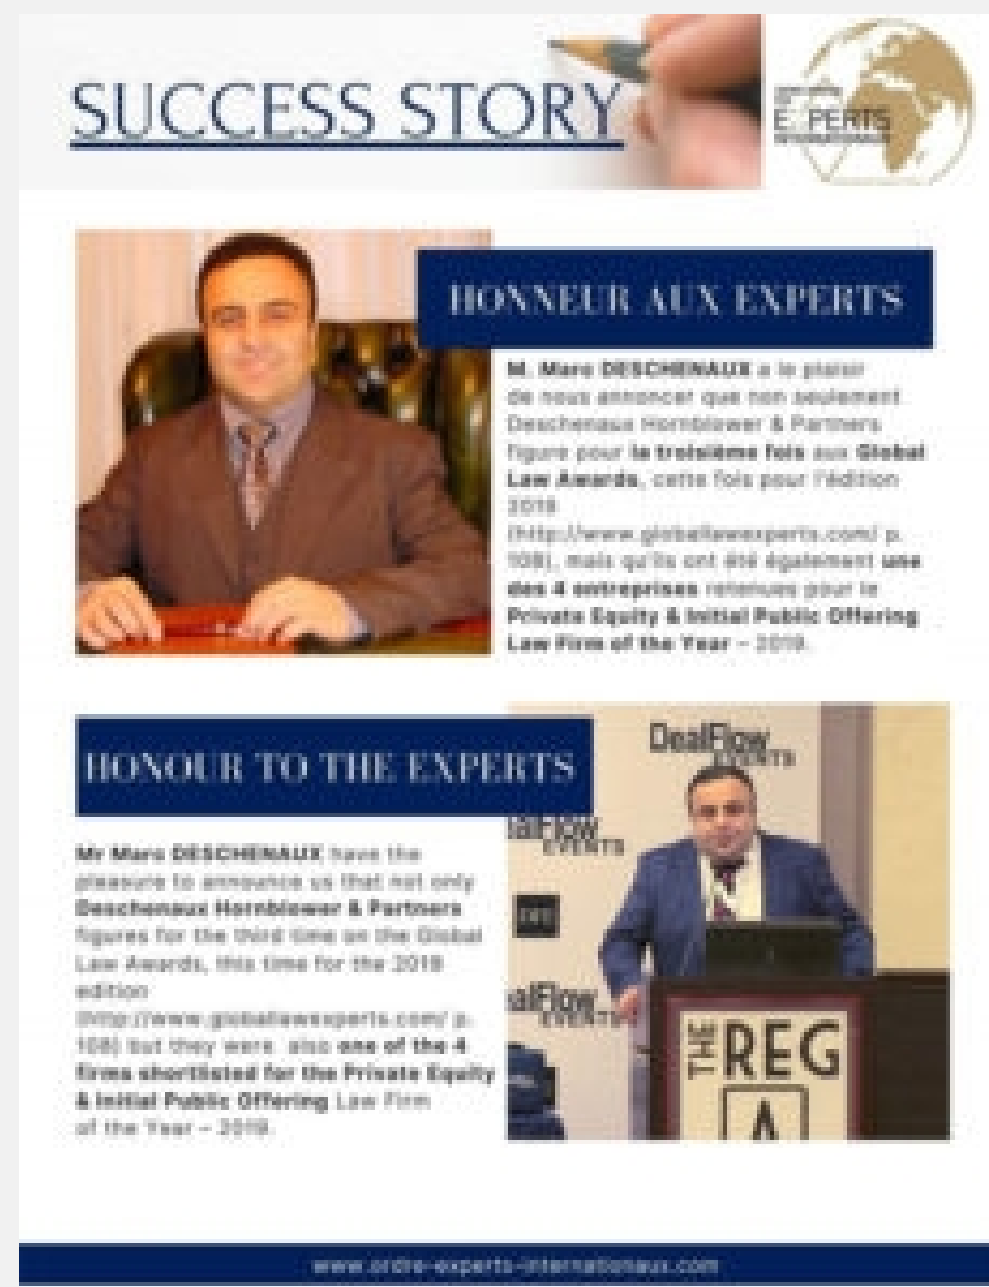 SUCCESS STORY
EXPERTS
INTERNATIONAUX
HONNEUR AUX EXPERTS
M. Marc DESCHENAUX a le plaisir
de nous annoncer que non seulement
Deschenaux Hornblower & Partners
figure pour la troisième fois aux Global
Law Awards, cette fois pour l'édition
2019
(http://www.globallawexperts.com/ p.
108), mais qu'ils ont été également une
des 4 entreprises retenues pour le
Private Equity & Initial Public Offering
Law Firm of the Year – 2019.
HONOUR TO THE EXPERTS
Mr Marc DESCHENAUX have the
pleasure to announce us that not only
Deschenaux Hornblower & Partners
figures for the third time on the Global
Law Awards, this time for the 2019
edition
(http://www.globallawexperts.com/ p.
108) but they were also one of the 4
firms shortlisted for the Private Equity
& Initial Public Offering Law Firm
of the Year – 2019.
DealFlow
EVENTS
alFlow
EVENTS
DFE
alFlow
EVENTS
THE REG
A
www.ordre-experts-internationaux.com